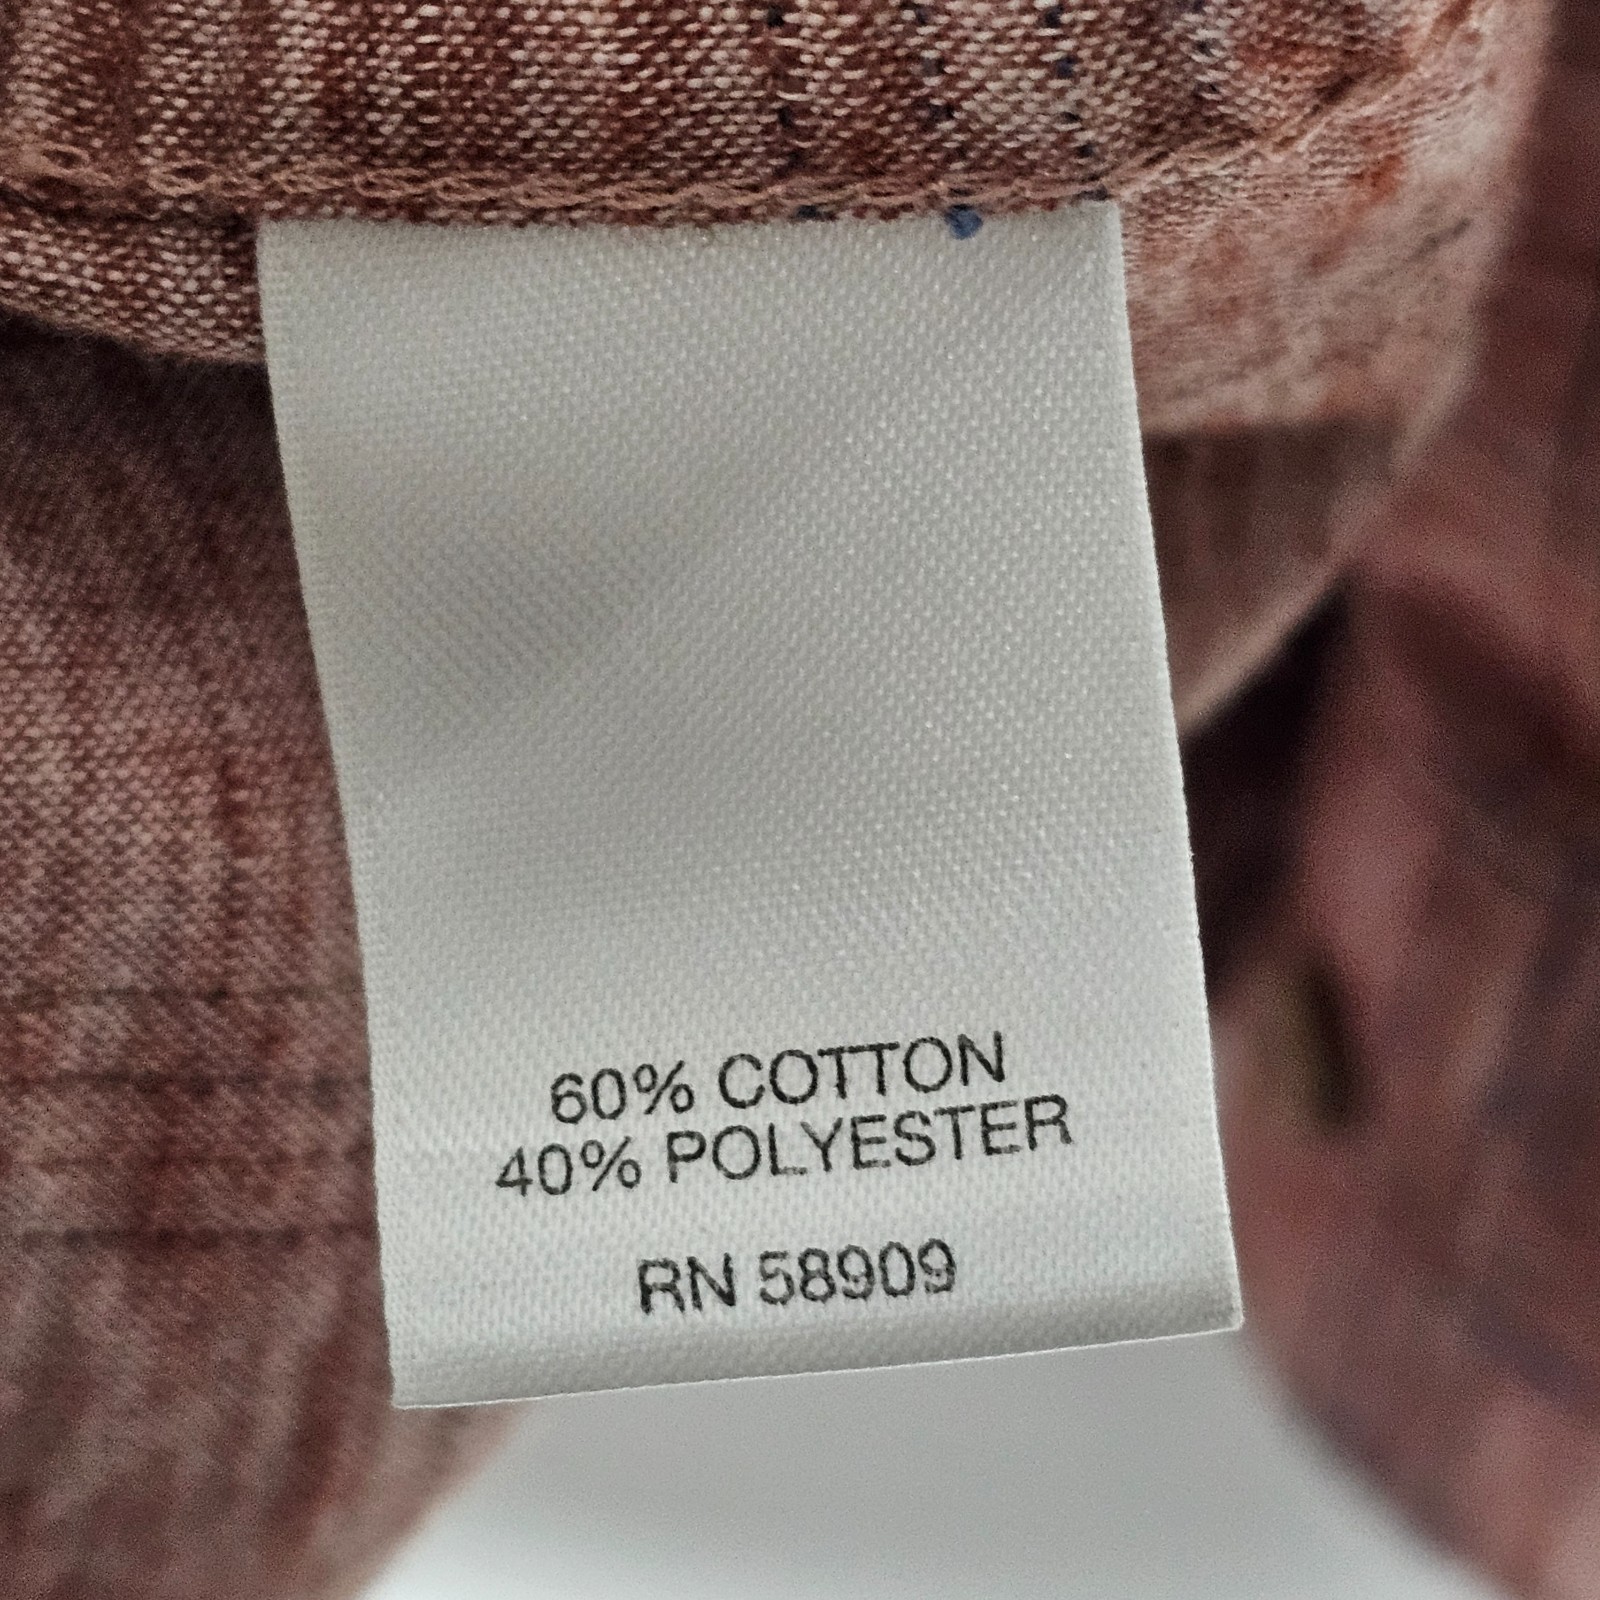 60% COTTON
40% POLYESTER
RN 58909